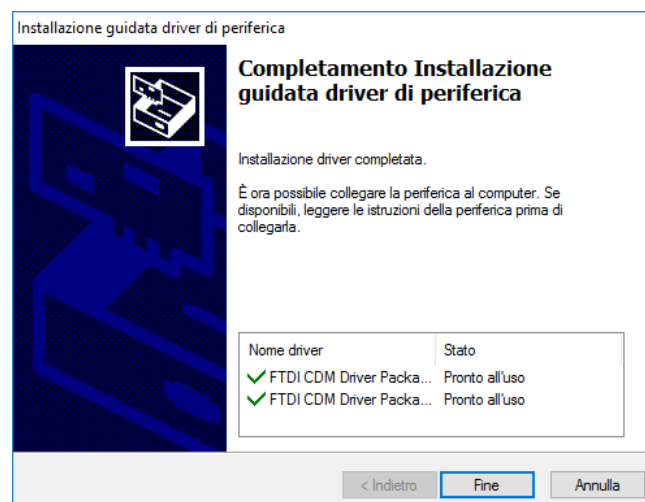 Installazione guidata driver di periferica
Completamento Installazione
guidata driver di periferica
Installazione driver completata.
È ora possibile collegare la periferica al computer. Se
disponibili, leggere le istruzioni della periferica prima di
collegarla.
Nome driver Stato
FTDI CDM Driver Packa... Pronto all'uso
FTDI CDM Driver Packa... Pronto all'uso
< Indietro Fine Annulla